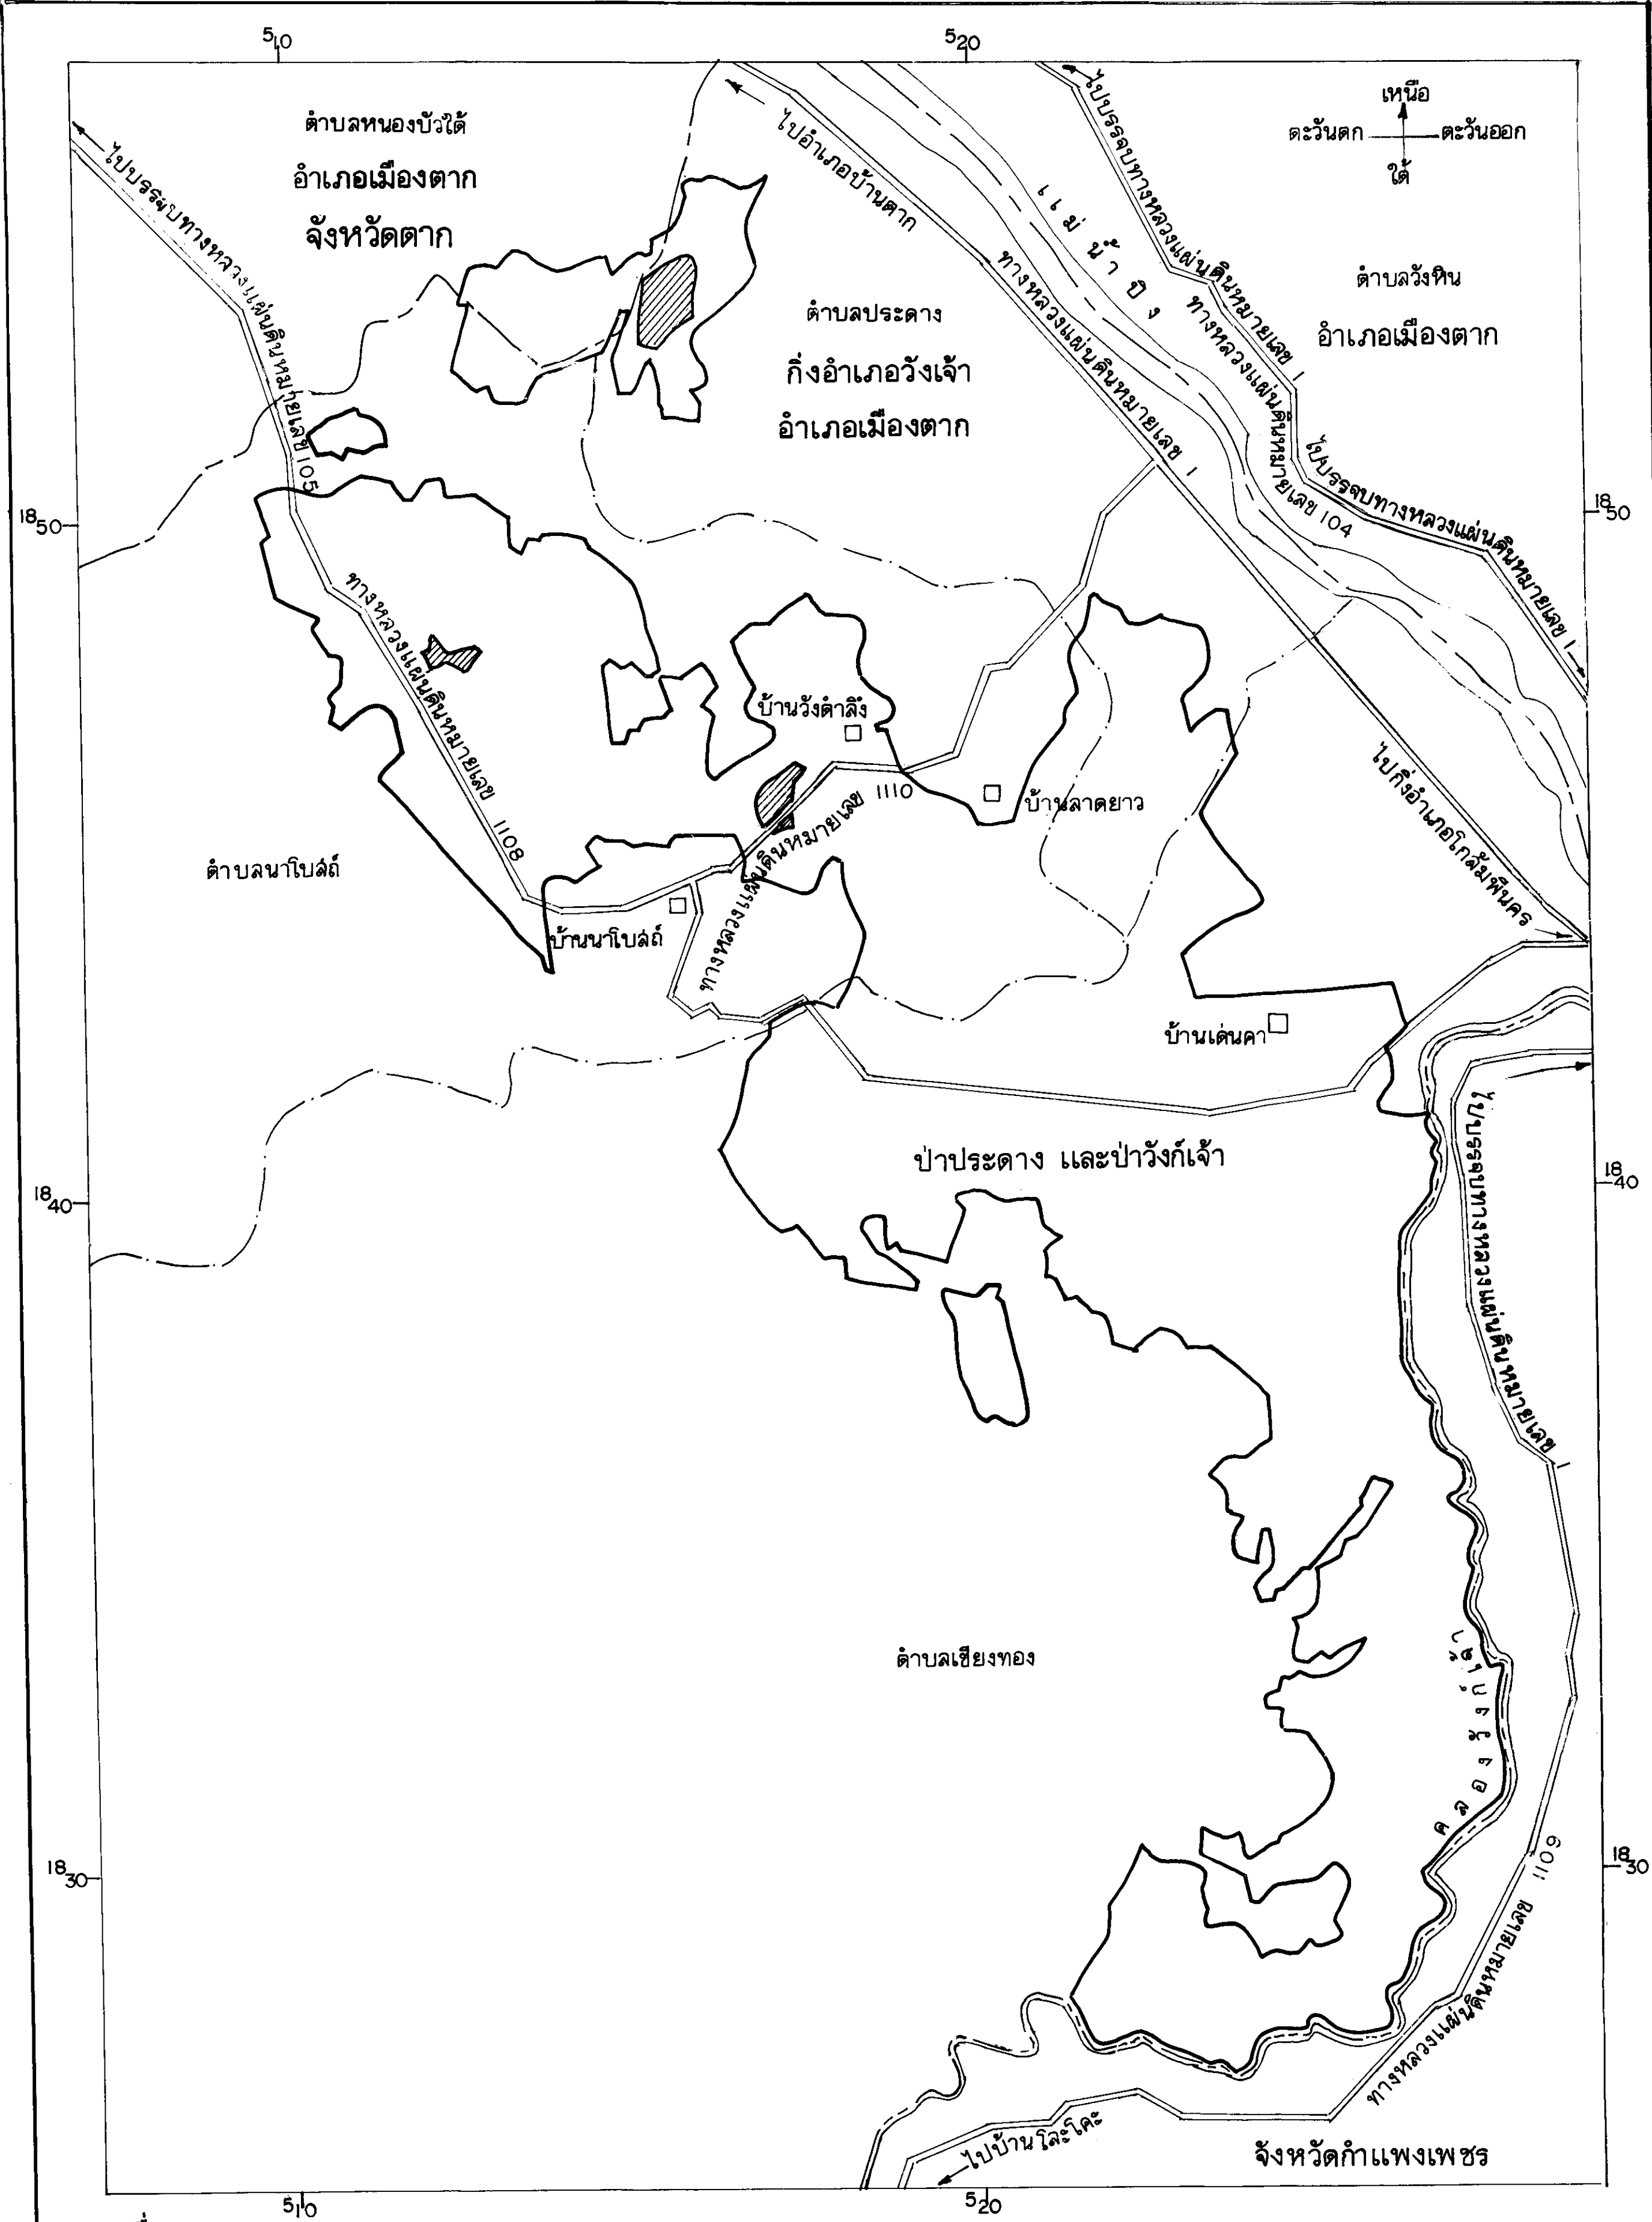 510
520
เหนือ
ตะวันตก
ตะวันออก
ใต้
ตำบลหนองบัวใต้
อำเภอเมืองตาก
จังหวัดตาก
ไปบรรจบทางหลวงแผ่นดินหมายเลข 105
ไปอำเภอบ้านตาก
ทางหลวงแผ่นดินหมายเลข 1
แม่น้ำปิง
ไปบรรจบทางหลวงแผ่นดินหมายเลข 1
ทางหลวงแผ่นดินหมายเลข 104
ตำบลวังหิน
อำเภอเมืองตาก
ตำบลประดาง
กิ่งอำเภอวังเจ้า
อำเภอเมืองตาก
1850
1850
ไปบรรจบทางหลวงแผ่นดินหมายเลข 1
ทางหลวงแผ่นดินหมายเลข 1108
บ้านวังตำลึง
บ้านลาดยาว
ทางหลวงแผ่นดินหมายเลข 1110
ไปกิ่งอำเภอโกสัมพีนคร
ตำบลนาโบสถ์
บ้านนาโบสถ์
บ้านเด่นคา
ป่าประดาง และป่าวังก์เจ้า
1840
1840
ไปบรรจบทางหลวงแผ่นดินหมายเลข 1
ตำบลเชียงทอง
คลองวังก์เจ้า
1830
1830
ทางหลวงแผ่นดินหมายเลข 1109
ไปบ้านโละโคะ
จังหวัดกำแพงเพชร
510
520